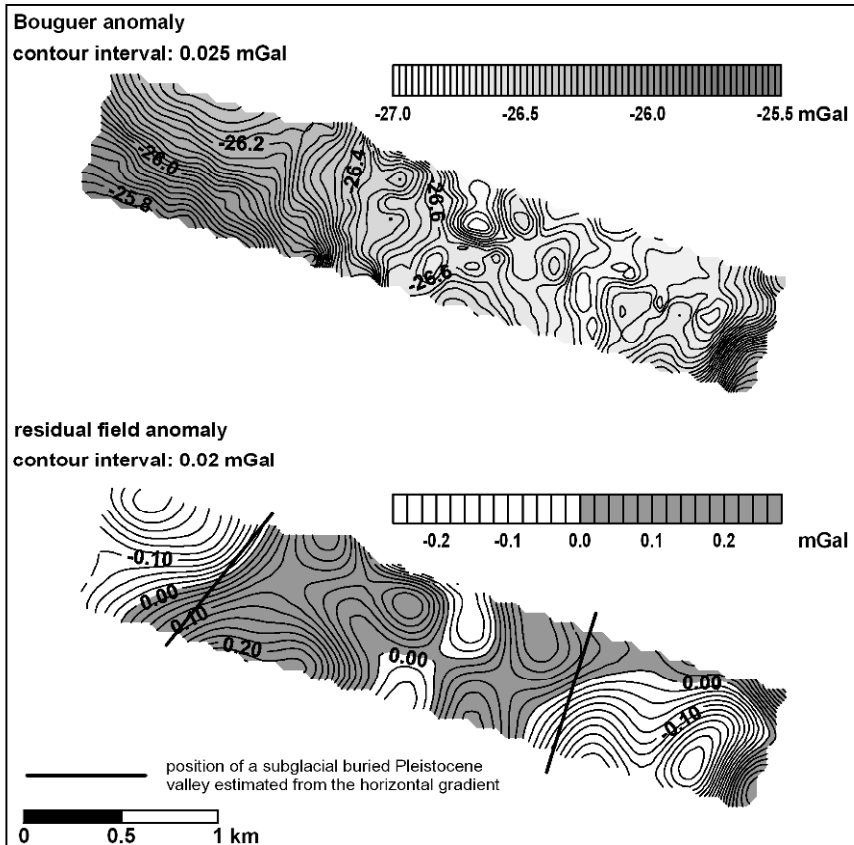 Bouguer anomaly
contour interval: 0.025 mGal
-27.0 -26.5 -26.0 -25.5 mGal
-26.2
-26.4
-26.0
-26.6
-25.8
-26.6
residual field anomaly
contour interval: 0.02 mGal
-0.2 -0.1 0.0 0.1 0.2 mGal
-0.10
0.00
0.10
0.20
0.00
0.00
-0.10
position of a subglacial buried Pleistocene
valley estimated from the horizontal gradient
0 0.5 1 km